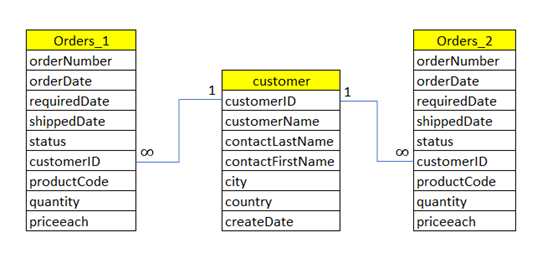 Orders_1
orderNumber
orderDate
requiredDate
shippedDate
status
customerID
productCode
quantity
priceeach
1
∞
customer
customerID
customerName
contactLastName
contactFirstName
city
country
createDate
1
∞
Orders_2
orderNumber
orderDate
requiredDate
shippedDate
status
customerID
productCode
quantity
priceeach